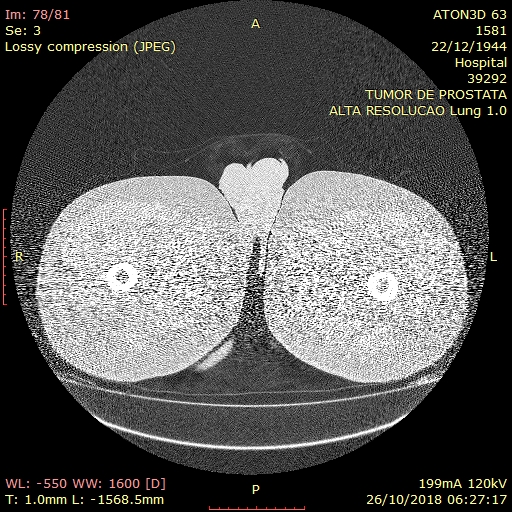 Im: 78/81
Se: 3
Lossy compression (JPEG)
A
ATON3D 63
1581
22/12/1944
Hospital
39292
TUMOR DE PROSTATA
ALTA RESOLUCAO Lung 1.0
R
L
WL: -550 WW: 1600 [D]
T: 1.0mm L: -1568.5mm
P
199mA 120kV
26/10/2018 06:27:17